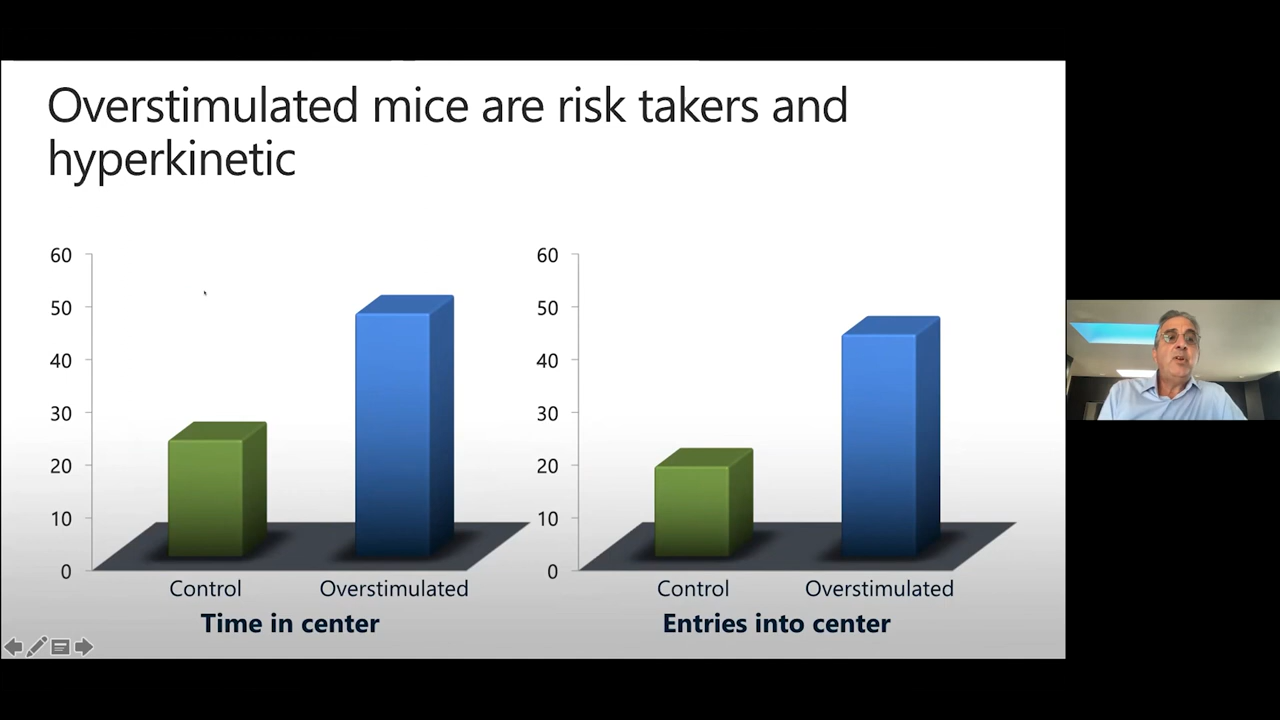 Overstimulated mice are risk takers and
hyperkinetic
60
50
40
30
20
10
0
Control
Overstimulated
Time in center
60
50
40
30
20
10
0
Control
Overstimulated
Entries into center